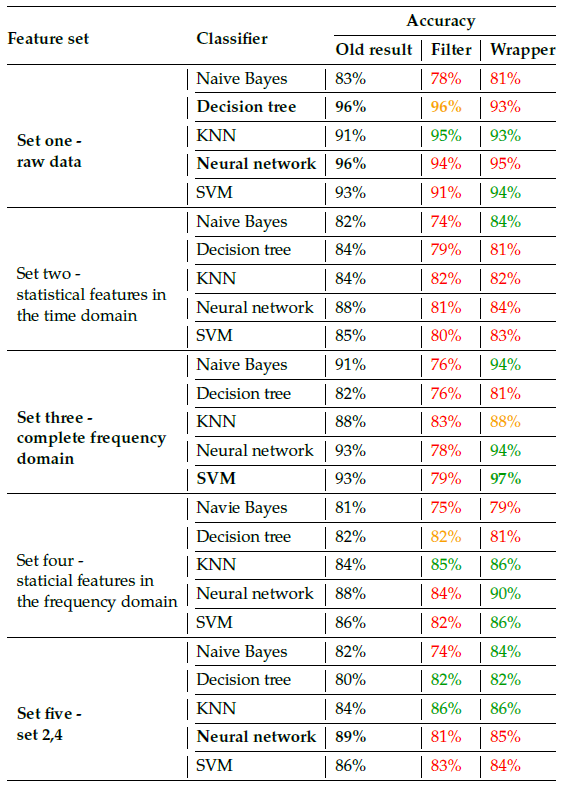 Feature set Classifier Accuracy
Old result Filter Wrapper
Set one -
raw data
Naive Bayes 83% 78% 81%
Decision tree 96% 96% 93%
KNN 91% 95% 93%
Neural network 96% 94% 95%
SVM 93% 91% 94%
Set two -
statistical features in
the time domain
Naive Bayes 82% 74% 84%
Decision tree 84% 79% 81%
KNN 84% 82% 82%
Neural network 88% 81% 84%
SVM 85% 80% 83%
Set three -
complete frequency
domain
Naive Bayes 91% 76% 94%
Decision tree 82% 76% 81%
KNN 88% 83% 88%
Neural network 93% 78% 94%
SVM 93% 79% 97%
Set four -
staticial features in
the frequency domain
Navie Bayes 81% 75% 79%
Decision tree 82% 82% 81%
KNN 84% 85% 86%
Neural network 88% 84% 90%
SVM 86% 82% 86%
Set five -
set 2,4
Naive Bayes 82% 74% 84%
Decision tree 80% 82% 82%
KNN 84% 86% 86%
Neural network 89% 81% 85%
SVM 86% 83% 84%